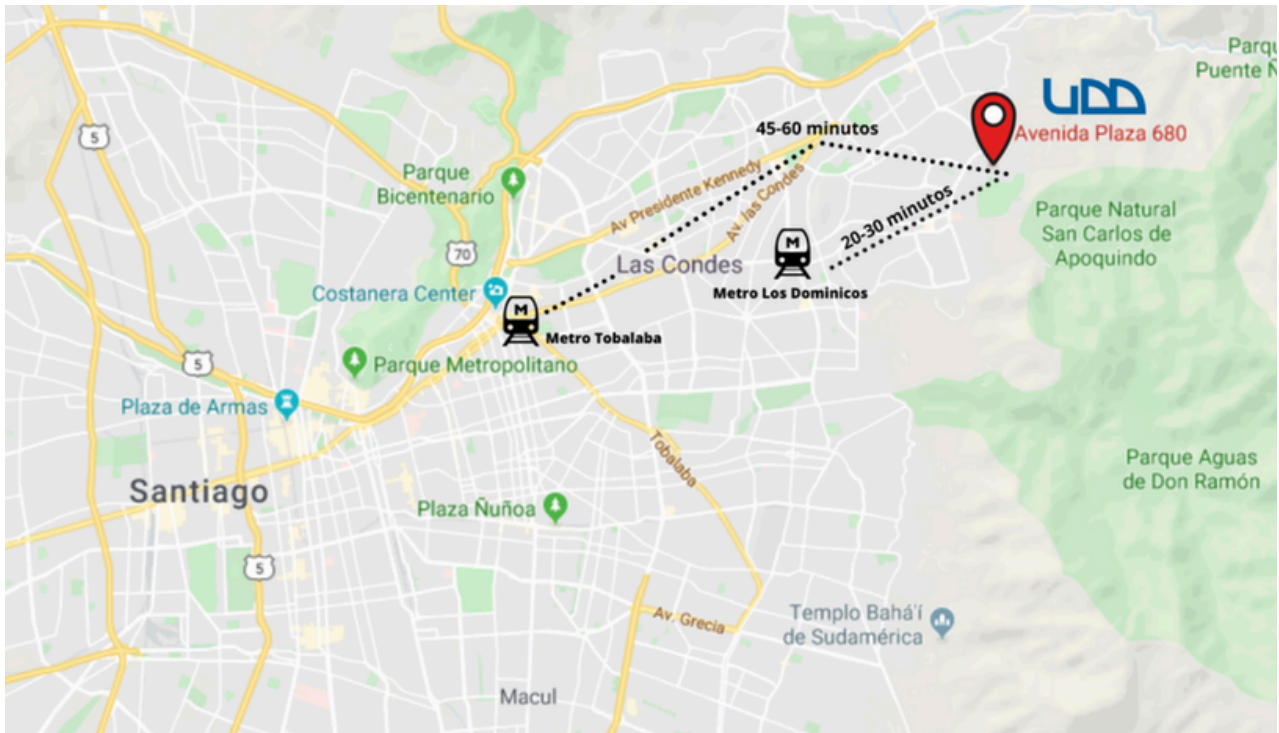 Parqu
Puente Ñ
UDD
Avenida Plaza 680
45-60 minutos
5
Parque
Bicentenario
Av Presidente Kennedy
Av. las Condes
20-30 minutos
Parque Natural
San Carlos de
Apoquindo
70
Las Condes
M
Metro Los Dominicos
Costanera Center
M
Metro Tobalaba
5
Parque Metropolitano
Plaza de Armas
Tobalaba
Parque Aguas
de Don Ramón
Santiago
Plaza Ñuñoa
5
Av. Grecia
Templo Bahá'í
de Sudamérica
Macul